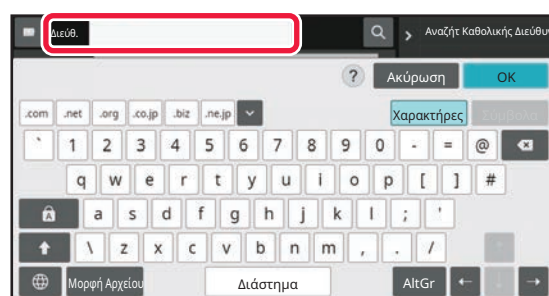 Διεύθ. Αναζήτ Καθολικής Διεύθυν
? Ακύρωση OK
.com .net .org .co.jp .biz .ne.jp Χαρακτήρες Σύμβολα
` 1 2 3 4 5 6 7 8 9 0 - = @
q w e r t y u i o p [ ] #
a s d f g h j k l ; '
\ z x c v b n m , . /
Μορφή Αρχείου Διάστημα AltGr